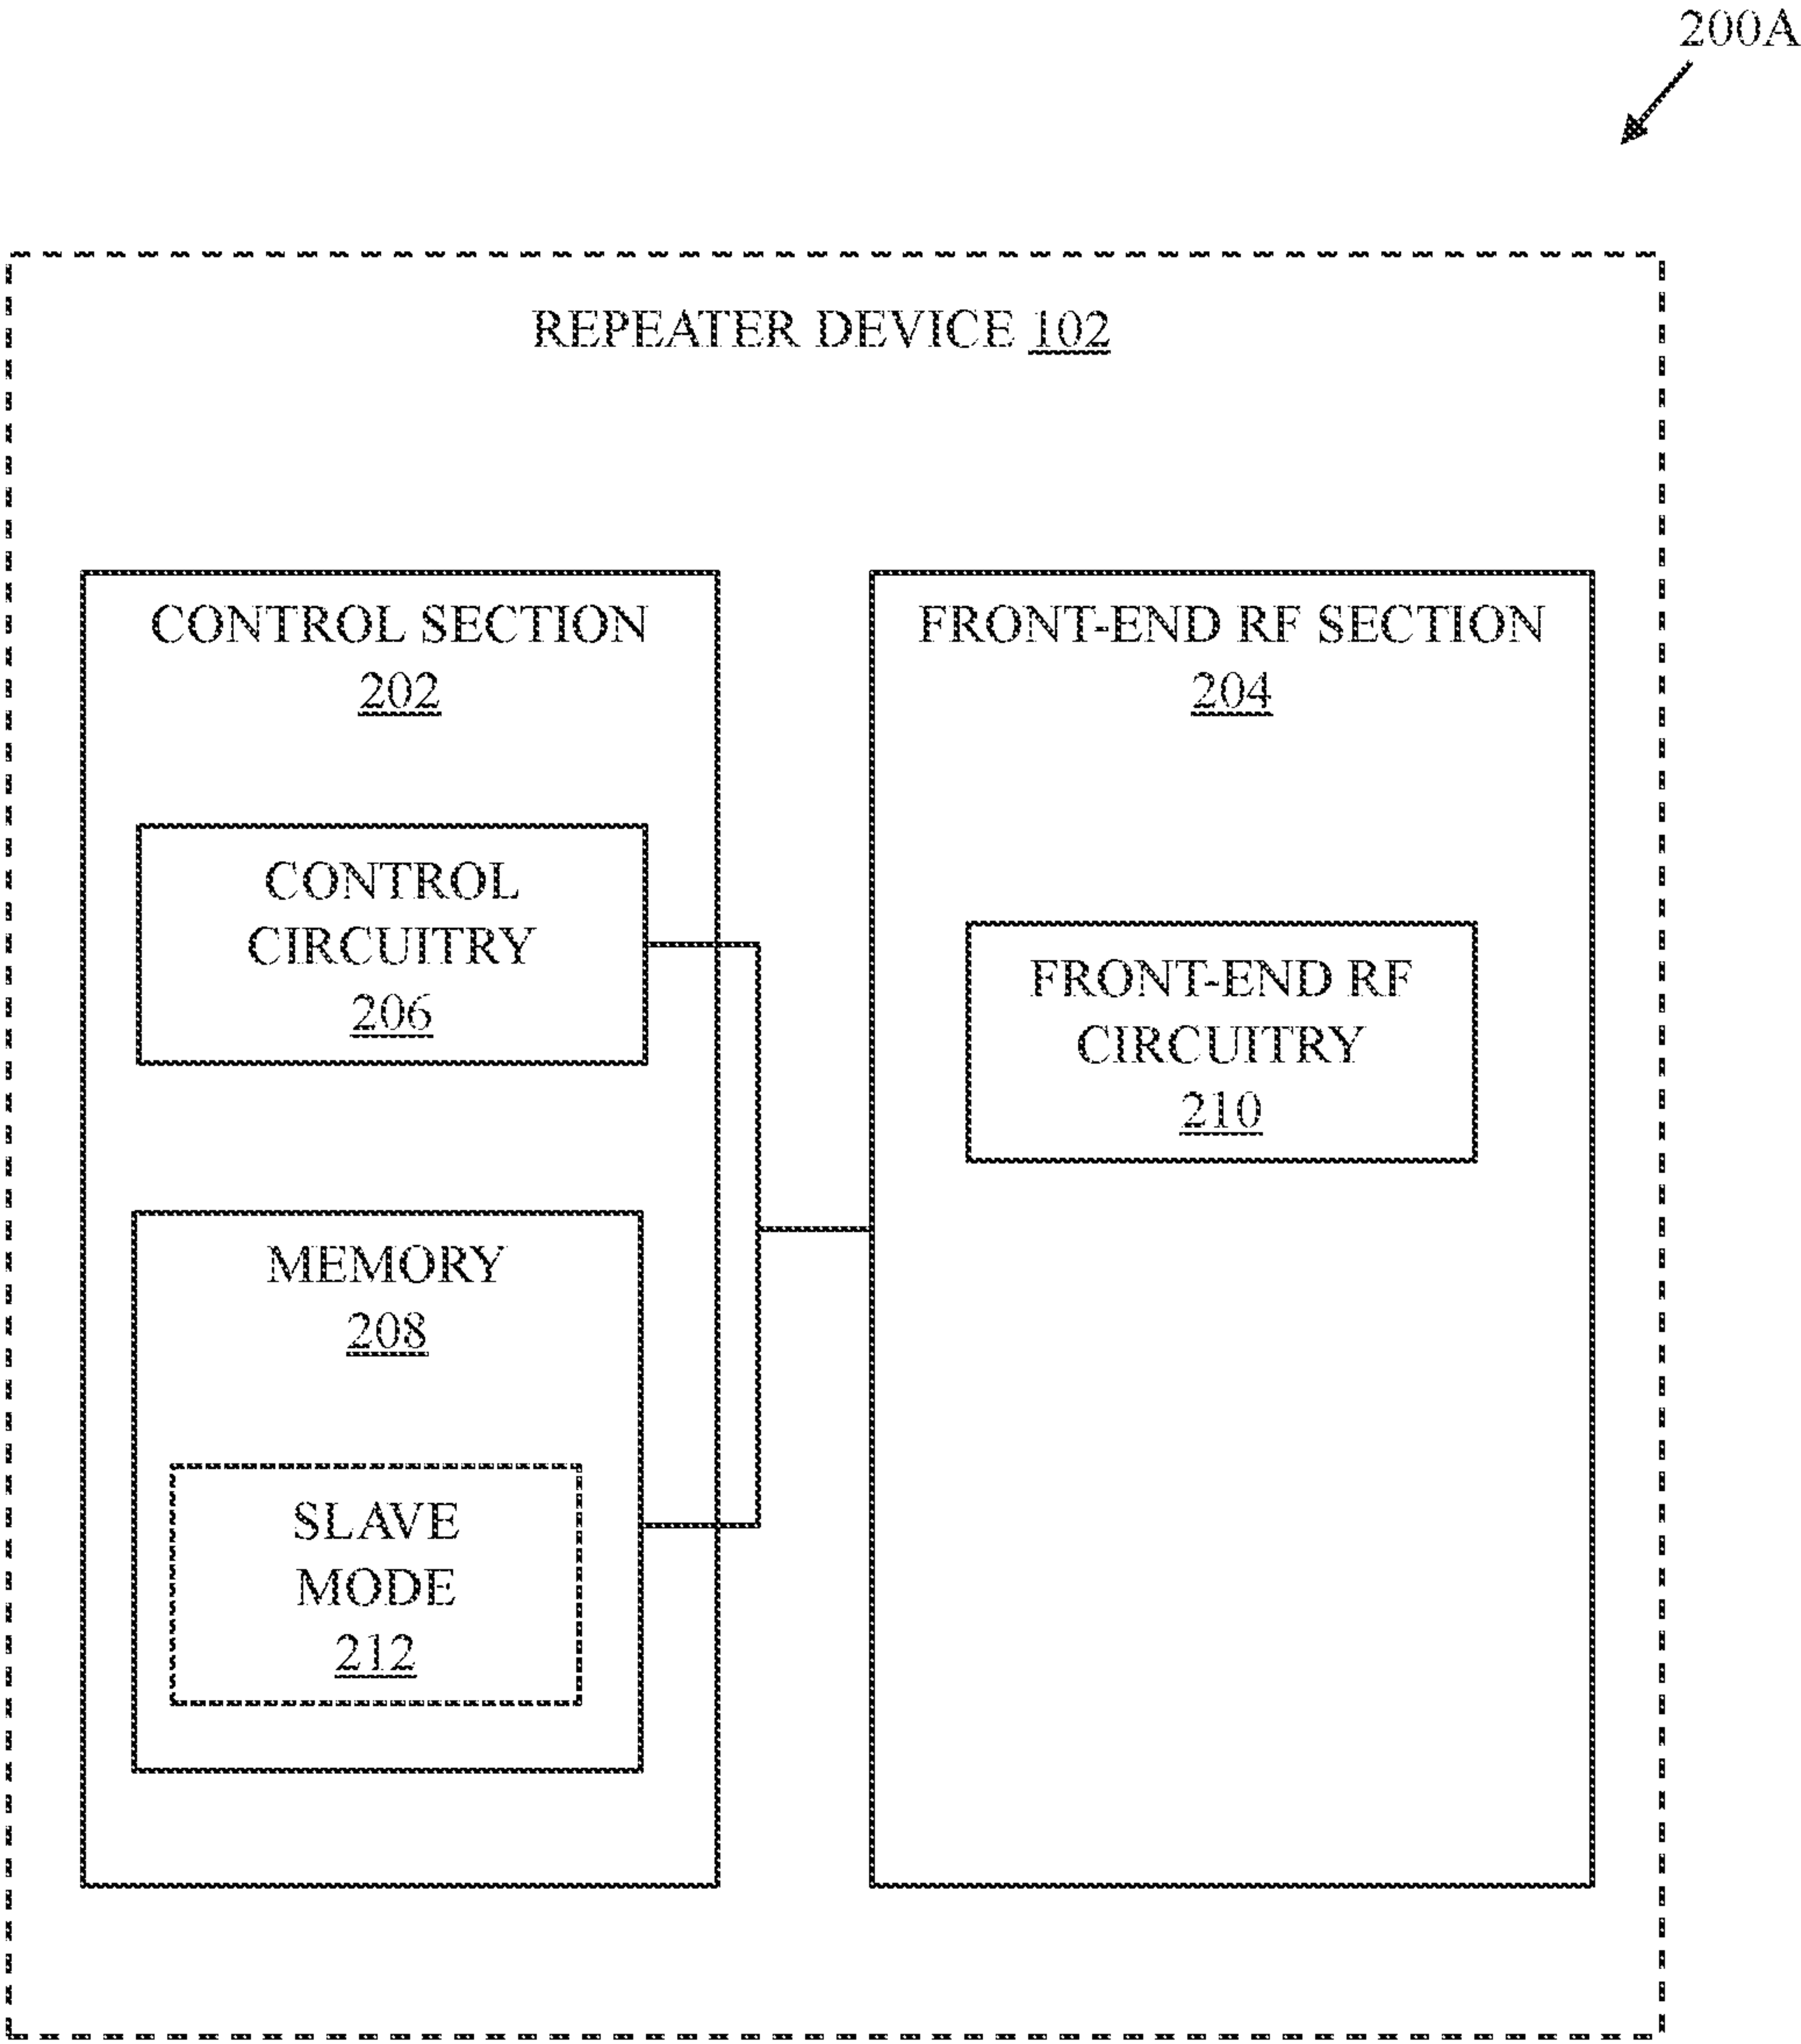 200A
REPEATER DEVICE 102
CONTROL SECTION
202
CONTROL
CIRCUITRY
206
MEMORY
208
SLAVE
MODE
212
FRONT-END RF SECTION
204
FRONT-END RF
CIRCUITRY
210